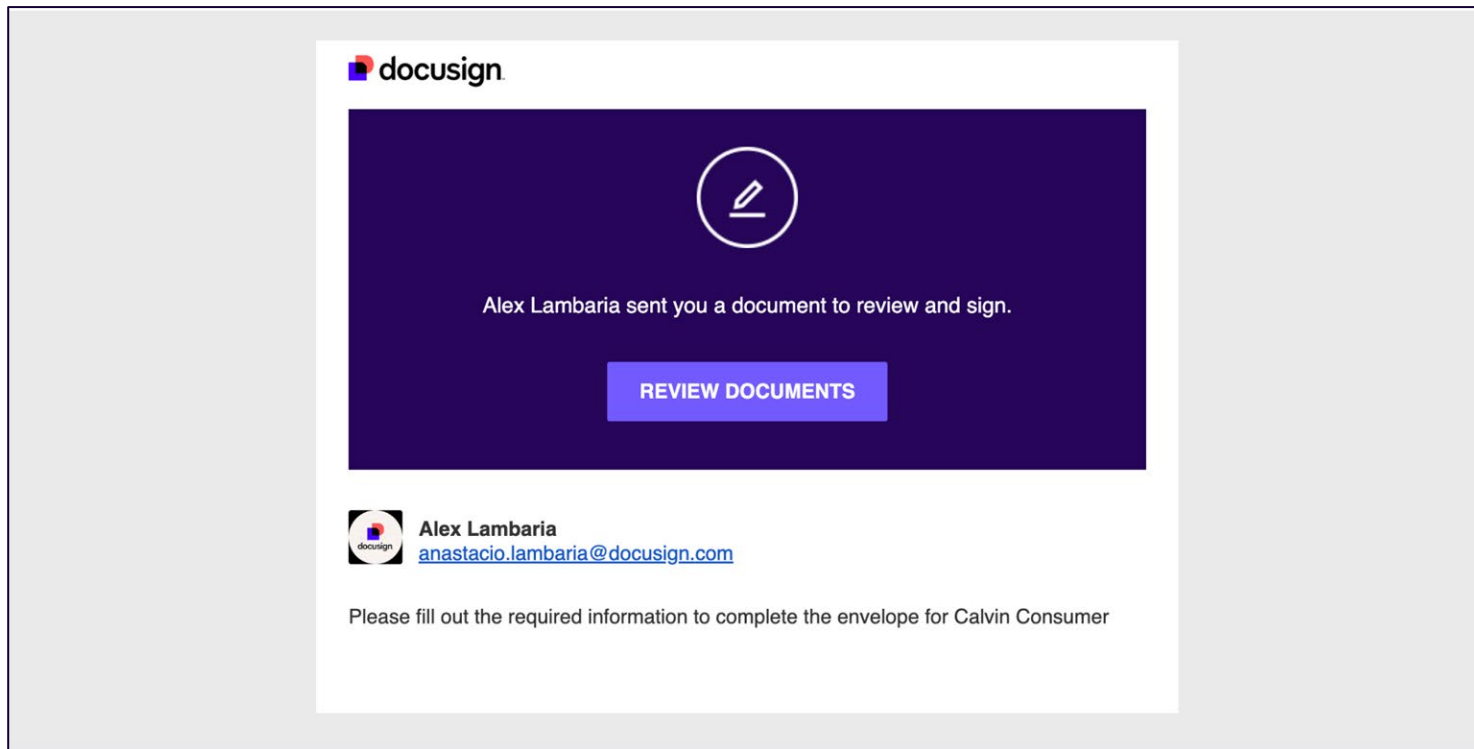 docusign
Alex Lambaria sent you a document to review and sign.
REVIEW DOCUMENTS
docusign
Alex Lambaria
anastacio.lambaria@docusign.com
Please fill out the required information to complete the envelope for Calvin Consumer